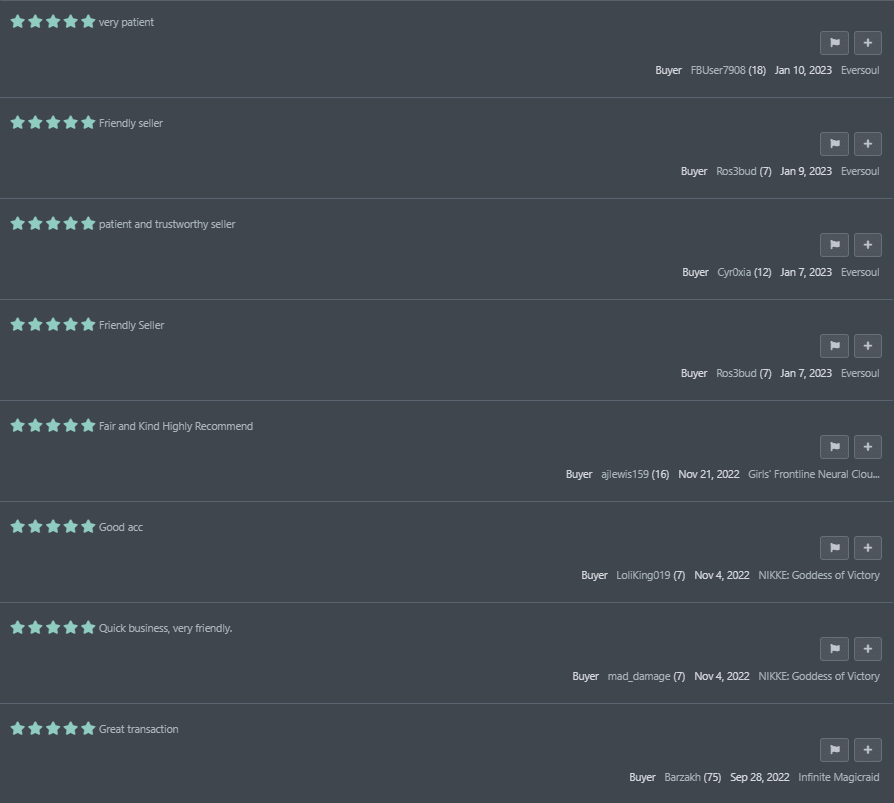 very patient
Buyer FBUser7908 (18) Jan 10, 2023 Eversoul
Friendly seller
Buyer Ros3bud (7) Jan 9, 2023 Eversoul
patient and trustworthy seller
Buyer Cyr0xia (12) Jan 7, 2023 Eversoul
Friendly Seller
Buyer Ros3bud (7) Jan 7, 2023 Eversoul
Fair and Kind Highly Recommend
Buyer ajlewis159 (16) Nov 21, 2022 Girls' Frontline Neural Clou...
Good acc
Buyer LoliKing019 (7) Nov 4, 2022 NIKKE: Goddess of Victory
Quick business, very friendly.
Buyer mad_damage (7) Nov 4, 2022 NIKKE: Goddess of Victory
Great transaction
Buyer Barzakh (75) Sep 28, 2022 Infinite Magicraid